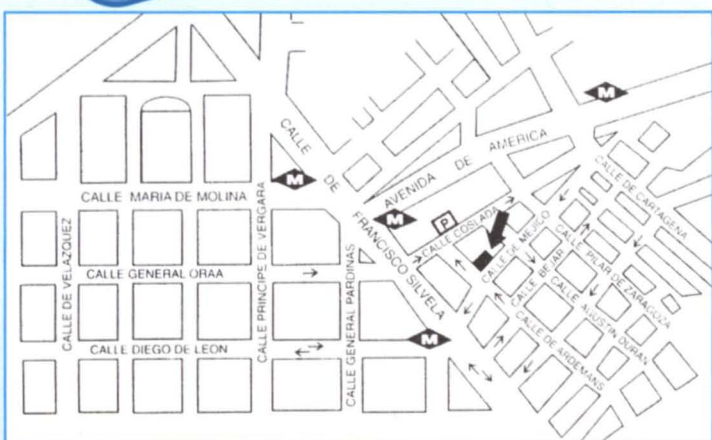 M
CALLE DE
AVENIDA DE AMERICA
CALLE DE CARTAGENA
M
CALLE MARIA DE MOLINA
M
P
CALLE COSLADA
FRANCISCO SILVELA
CALLE DE MEJICO
CALLE PILAR DE ZARAGOZA
CALLE BEJAR
CALLE DE VELAZQUEZ
CALLE GENERAL ORAA
CALLE PRINCIPE DE VERGARA
CALLE GENERAL PARDINAS
CALLE AGUSTIN DURAN
CALLE DE ARDEMANS
CALLE DIEGO DE LEON
M